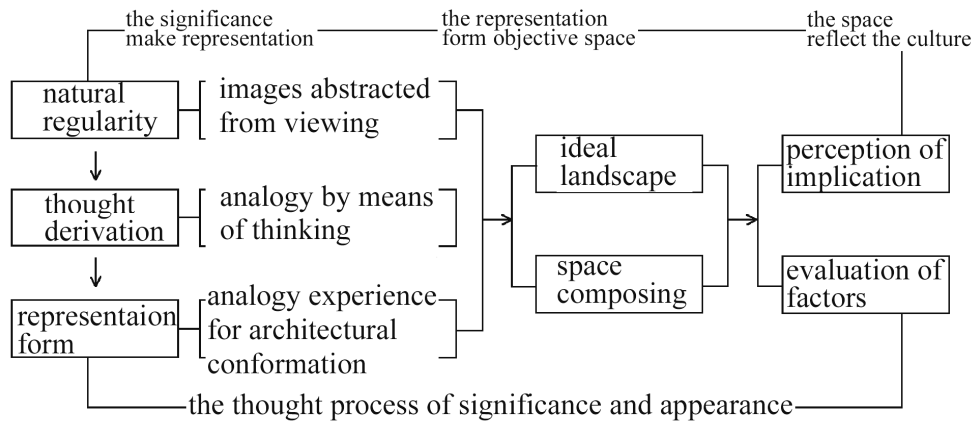 the significance
make representation
the representation
form objective space
the space
reflect the culture
natural
regularity
images abstracted
from viewing
thought
derivation
analogy by means
of thinking
representaion
form
analogy experience
for architectural
conformation
ideal
landscape
space
composing
perception of
implication
evaluation of
factors
the thought process of significance and appearance